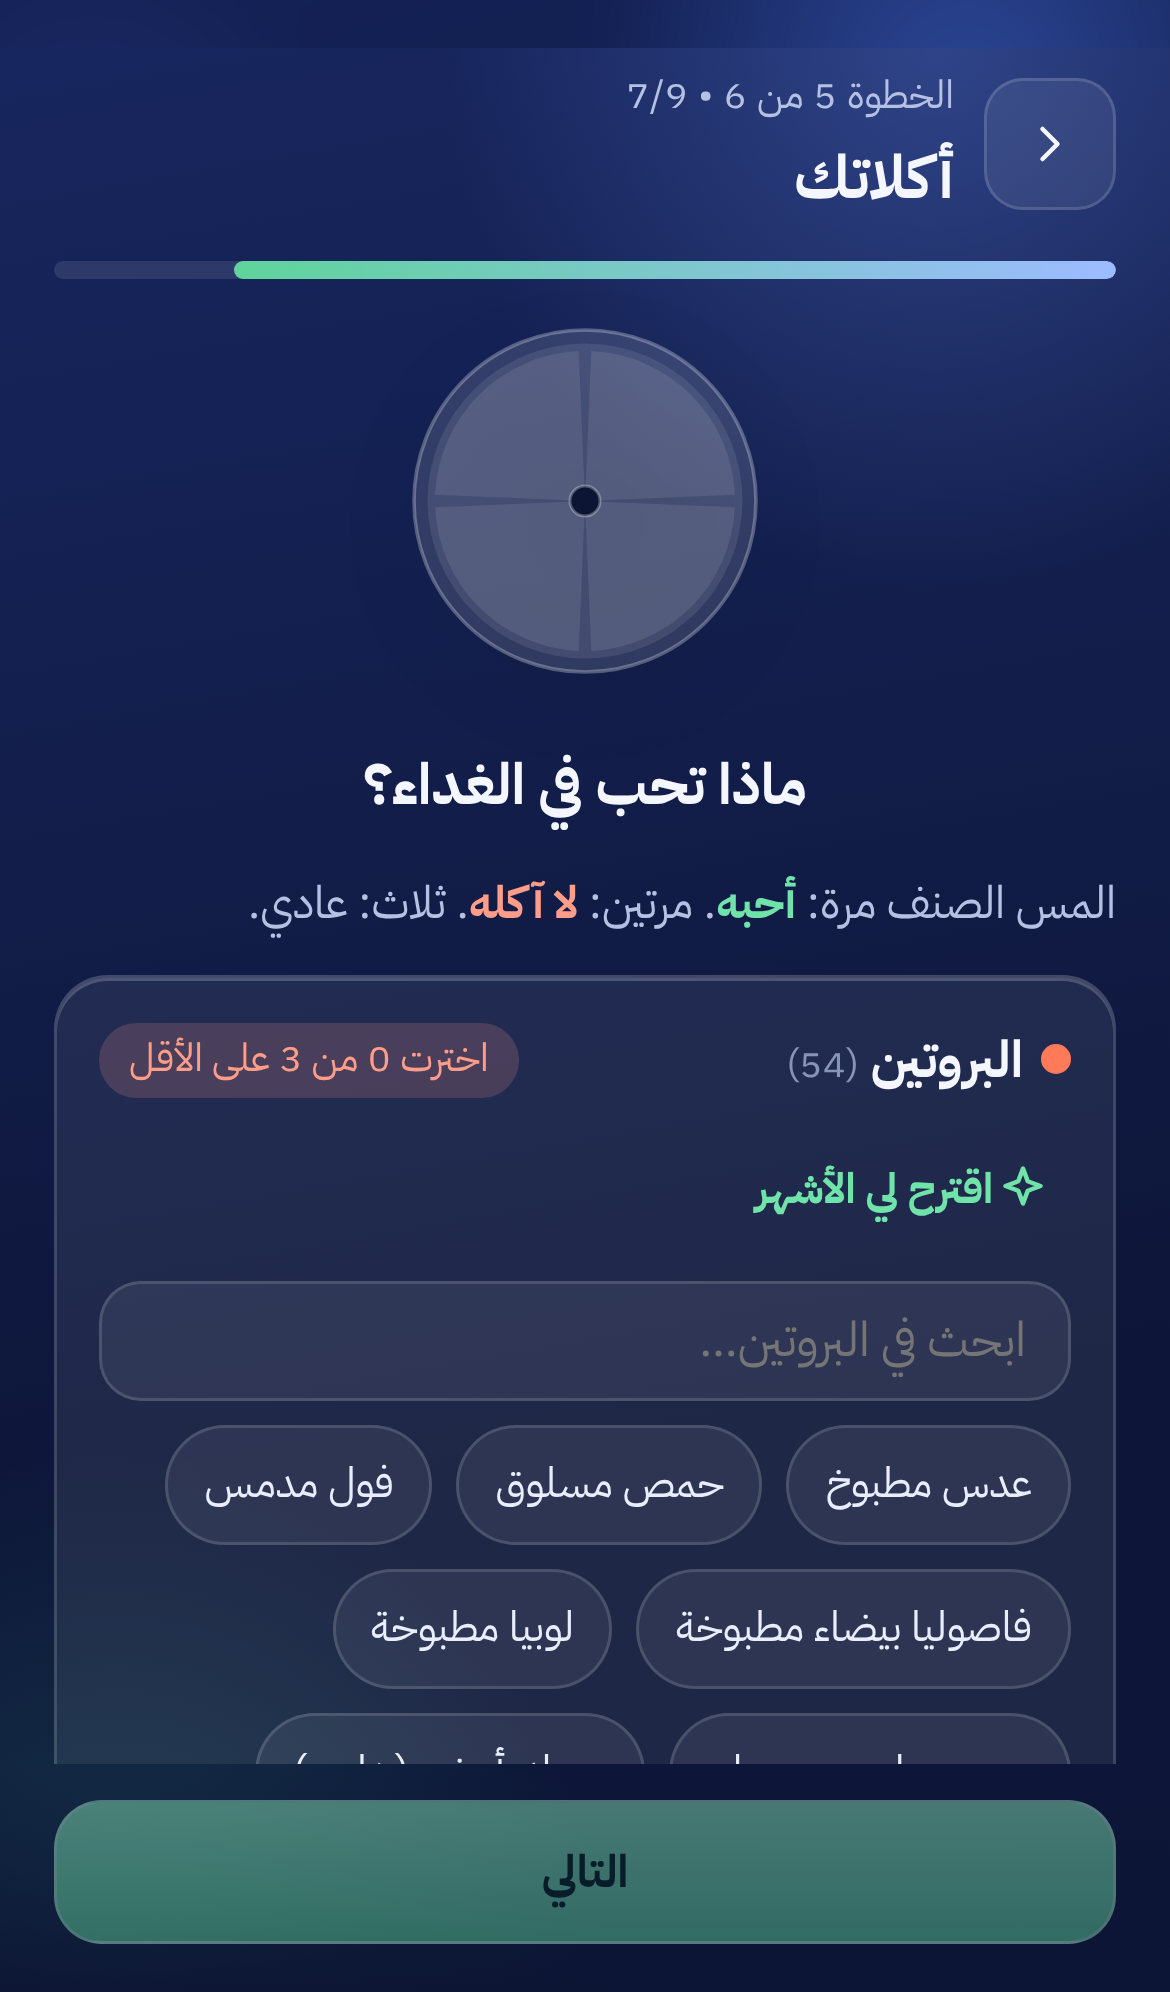 الخطوة 5 من 6 • 7/9
أكلاتك
ماذا تحب في الغداء؟
المس الصنف مرة: أحبه. مرتين: لا آكله. ثلاث: عادي.
البروتين (54)
اخترت 0 من 3 على الأقل
اقترح لي الأشهر
ابحث في البروتين...
عدس مطبوخ
حمص مسلوق
فول مدمس
فاصوليا بيضاء مطبوخة
لوبيا مطبوخة
التالي